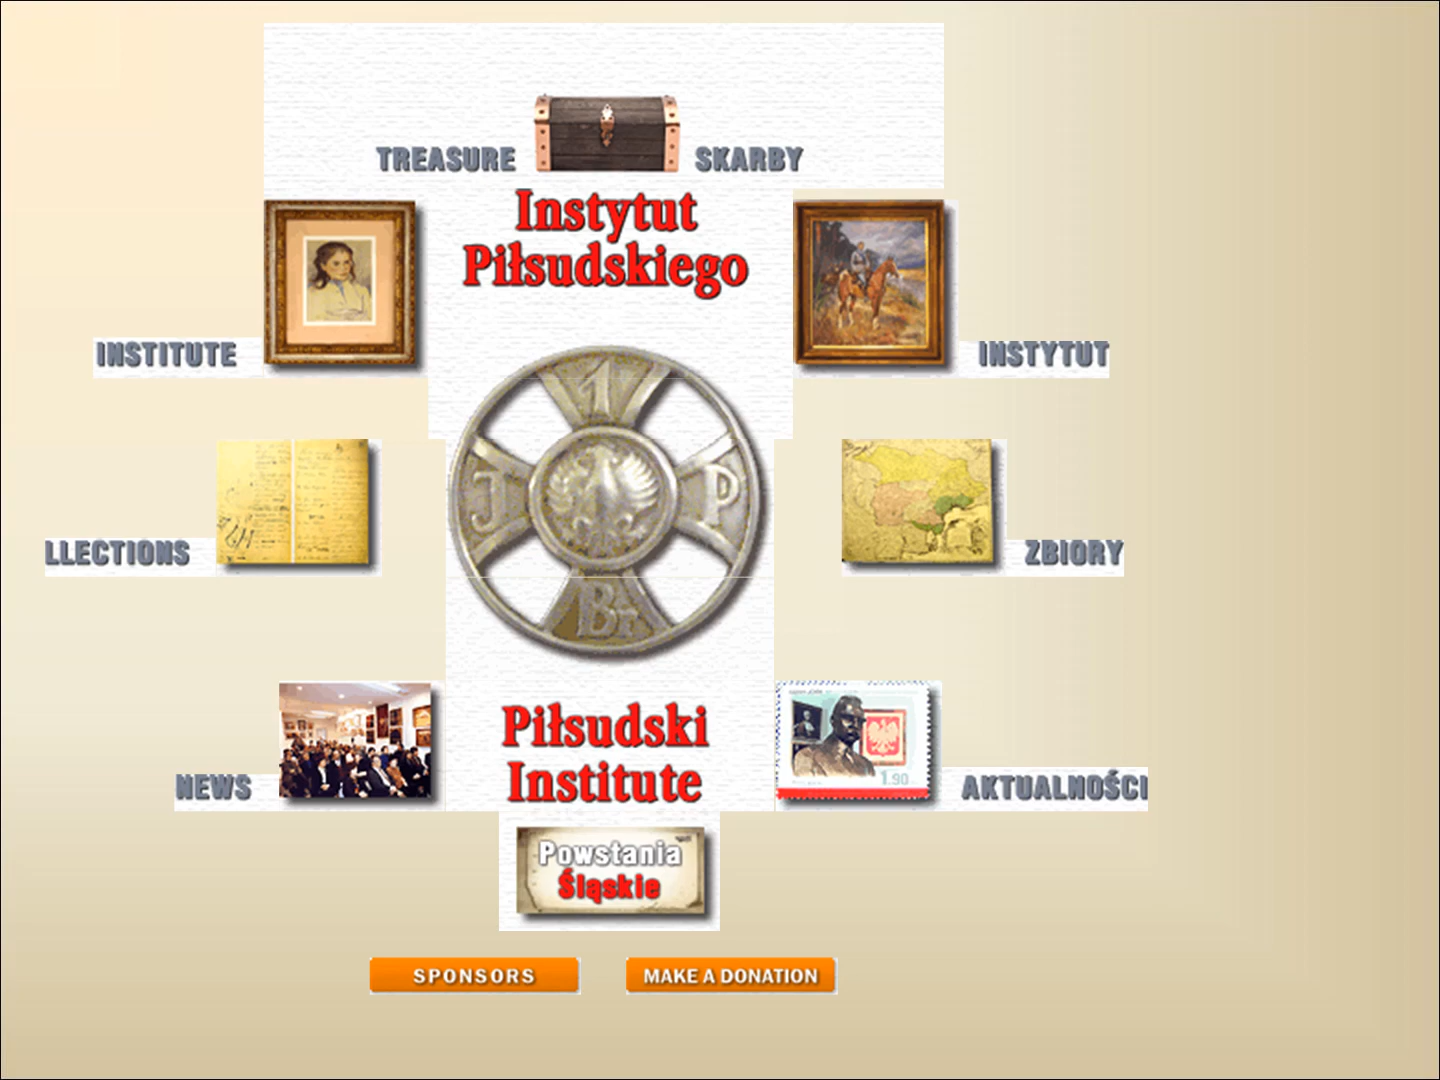 TREASURE SKARBY
Instytut
Piłsudskiego
INSTITUTE INSTYTUT
1
J P
LLECTIONS ZBIORY
Br
Piłsudski
Institute
1.90
NEWS AKTUALNOŚCI
Powstania
Śląskie
SPONSORS MAKE A DONATION